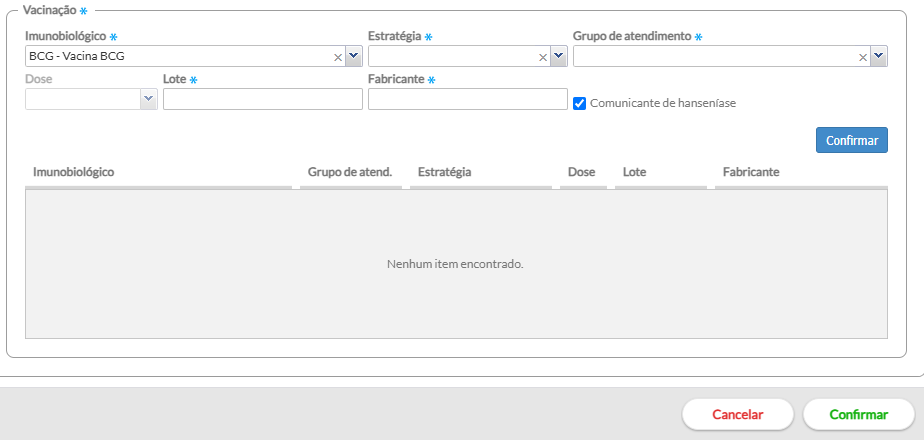 Vacinação *
Imunobiológico * Estratégia * Grupo de atendimento *
BCG - Vacina BCG
Dose Lote * Fabricante *
Comunicante de hanseníase
Confirmar
Imunobiológico Grupo de atend. Estratégia Dose Lote Fabricante
Nenhum item encontrado.
Cancelar Confirmar